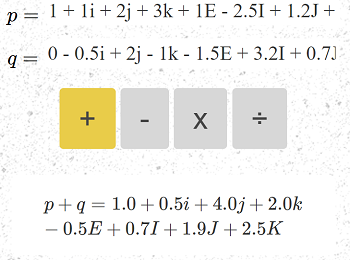 p = 1 + 1i + 2j + 3k + 1E - 2.5I + 1.2J +
q = 0 - 0.5i + 2j - 1k - 1.5E + 3.2I + 0.7J
+ - x ÷
p + q = 1.0 + 0.5i + 4.0j + 2.0k
− 0.5E + 0.7I + 1.9J + 2.5K